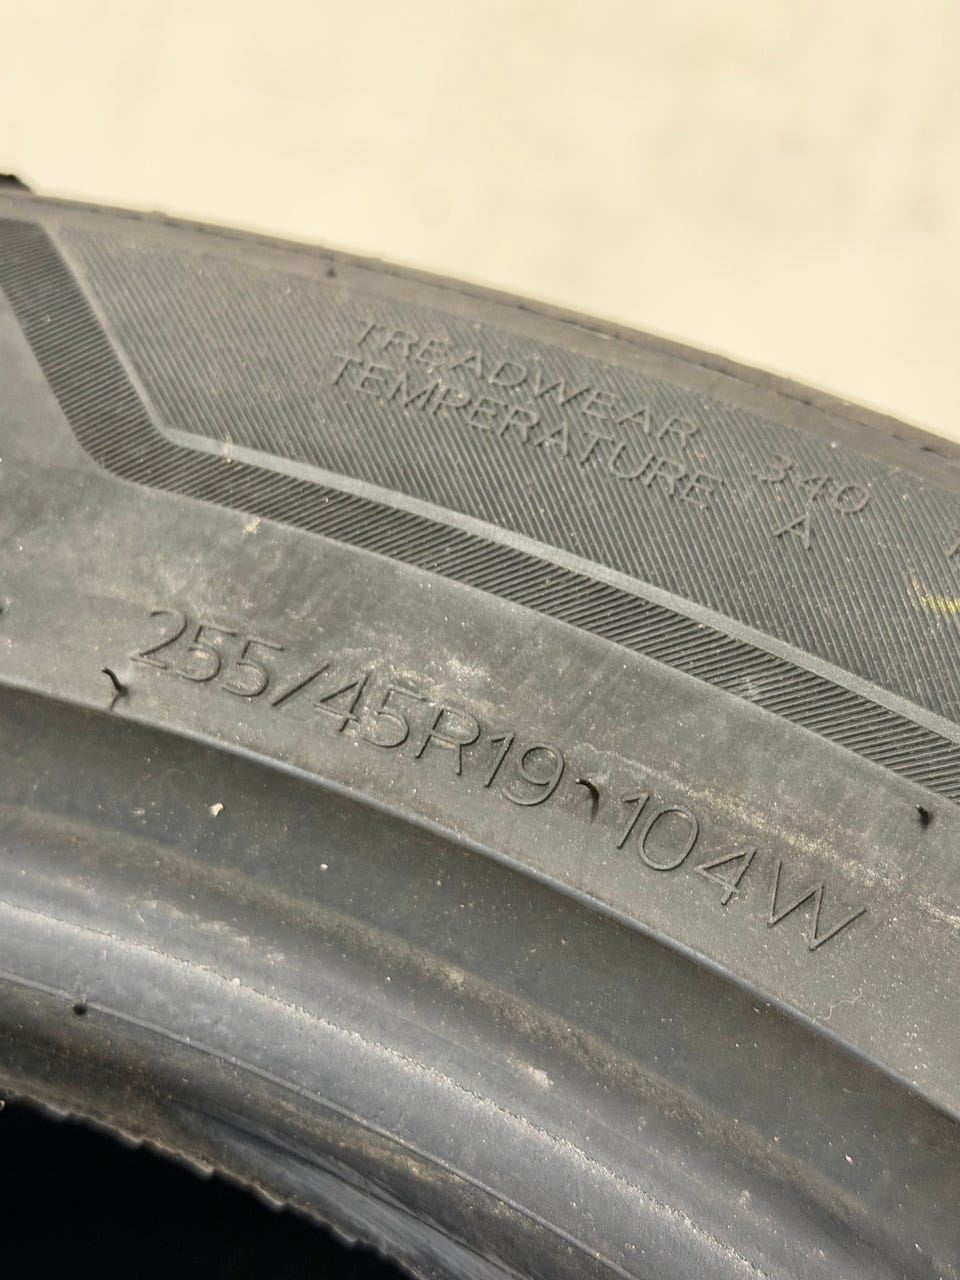 TREADWEAR 340
TEMPERATURE A
255/45R19 104W